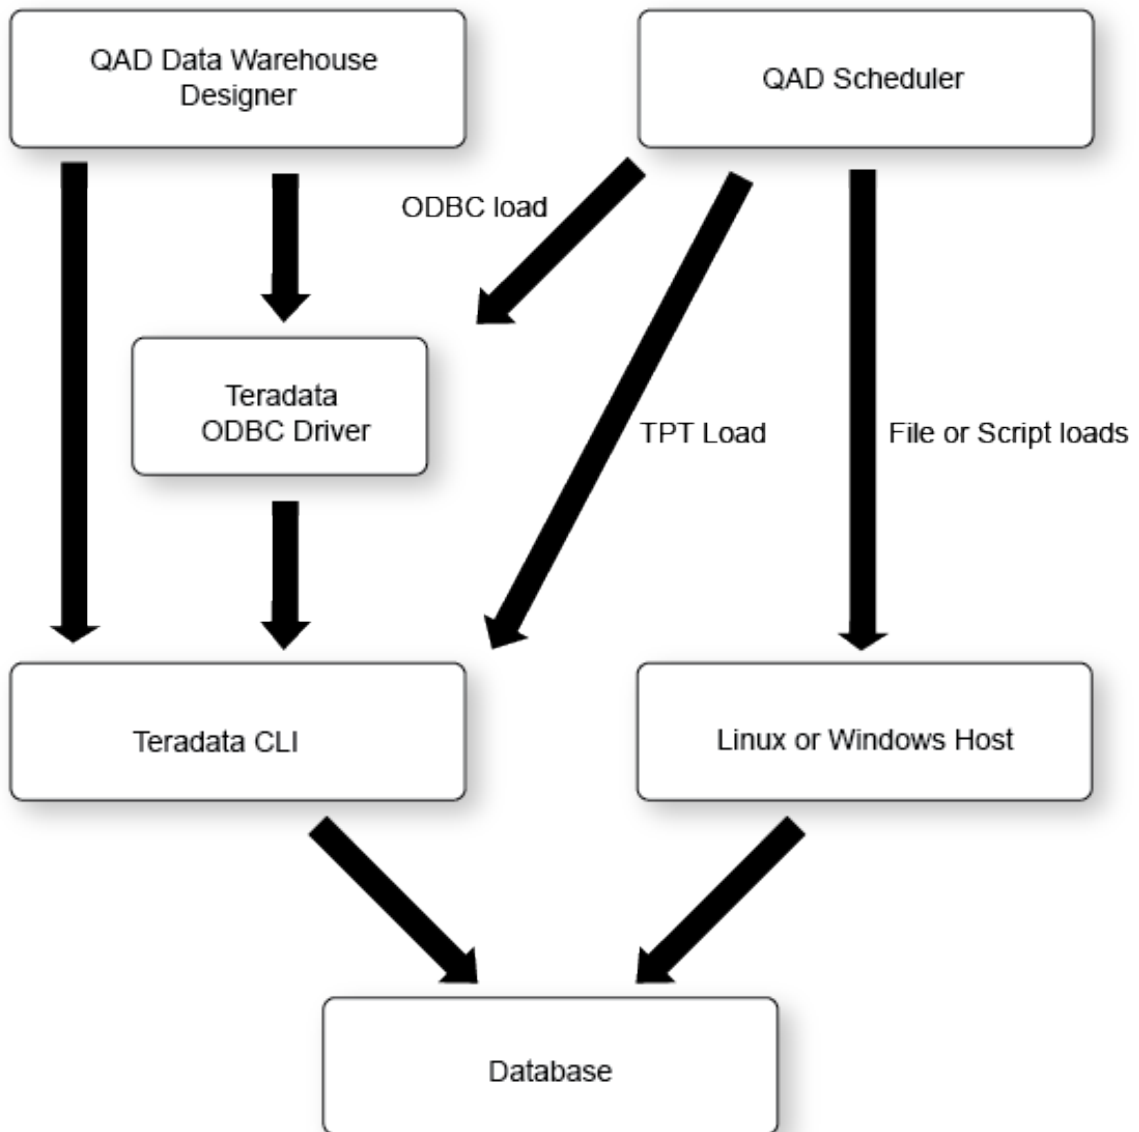 QAD Data Warehouse
Designer
QAD Scheduler
ODBC load
Teradata
ODBC Driver
TPT Load
File or Script loads
Teradata CLI
Linux or Windows Host
Database